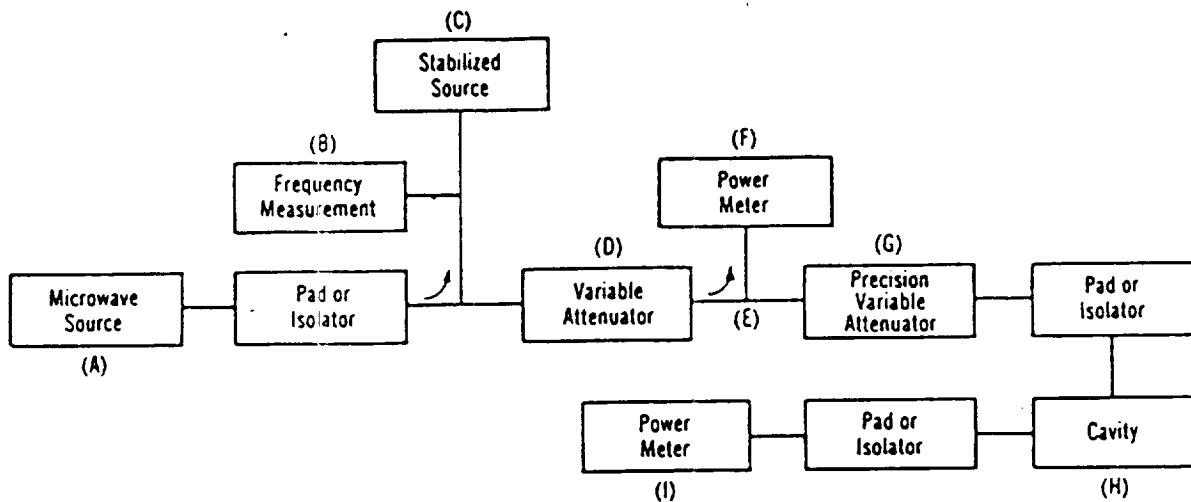 (C)
Stabilized
Source
(B)
Frequency
Measurement
(F)
Power
Meter
(A)
Microwave
Source
Pad or
Isolator
(D)
Variable
Attenuator
(E)
(G)
Precision
Variable
Attenuator
Pad or
Isolator
Power
Meter
(I)
Pad or
Isolator
Cavity
(H)